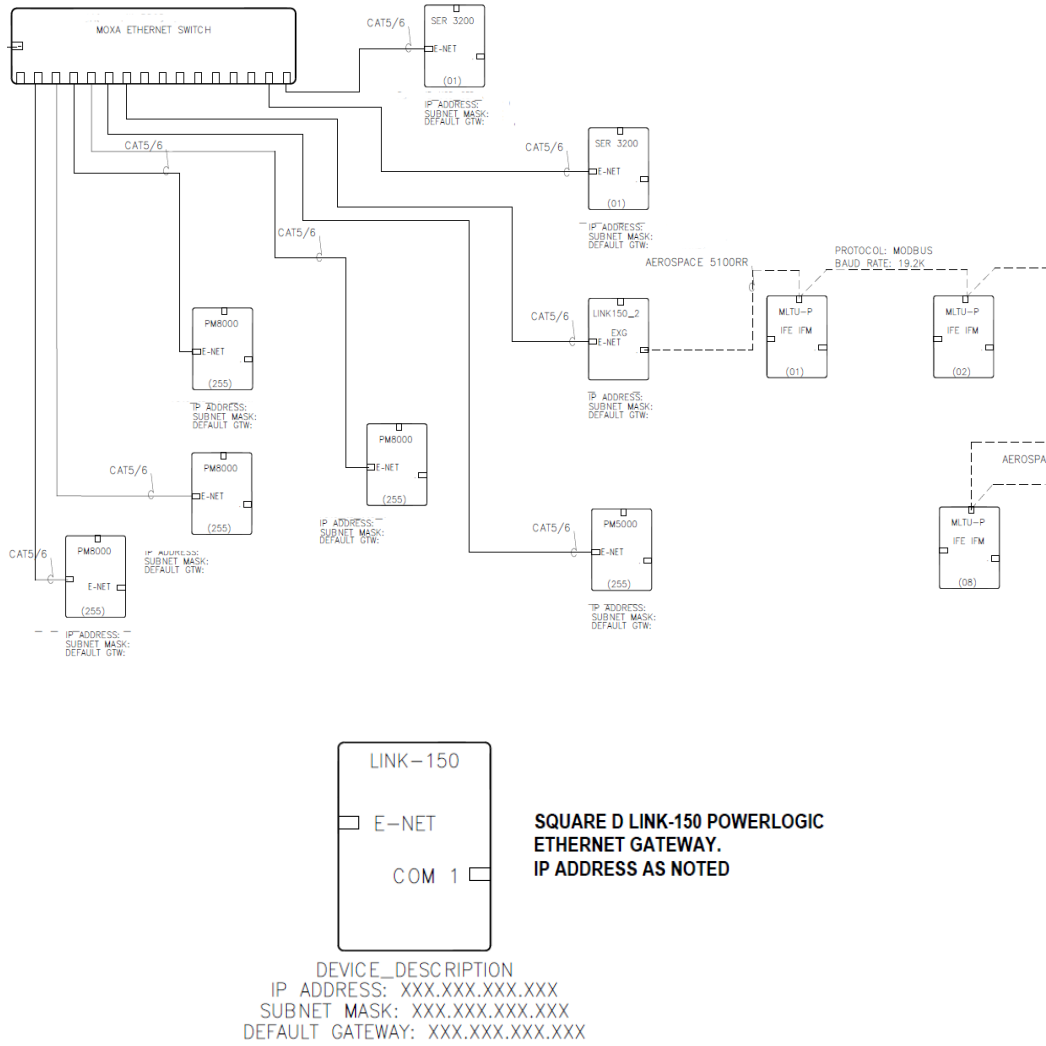 MOXA ETHERNET SWITCH
CAT5/6
SER 3200
E-NET
(01)
IP ADDRESS:
SUBNET MASK:
DEFAULT GTW:
CAT5/6
SER 3200
E-NET
(01)
IP ADDRESS:
SUBNET MASK:
DEFAULT GTW:
CAT5/6
CAT5/6
AEROSPACE 5100RR
PROTOCOL: MODBUS
BAUD RATE: 19.2K
CAT5/6
LINK150_2
EXG
E-NET
IP ADDRESS:
SUBNET MASK:
DEFAULT GTW:
MLTU-P
IFE IFM
(01)
MLTU-P
IFE IFM
(02)
PM8000
E-NET
(255)
IP ADDRESS:
SUBNET MASK:
DEFAULT GTW:
PM8000
E-NET
(255)
IP ADDRESS:
SUBNET MASK:
DEFAULT GTW:
CAT5/6
PM8000
E-NET
(255)
IP ADDRESS:
SUBNET MASK:
DEFAULT GTW:
AEROSPA
CAT5/6
PM5000
E-NET
(255)
IP ADDRESS:
SUBNET MASK:
DEFAULT GTW:
MLTU-P
IFE IFM
(08)
CAT5/6
PM8000
E-NET
(255)
IP ADDRESS:
SUBNET MASK:
DEFAULT GTW:
LINK-150
E-NET
COM 1
SQUARE D LINK-150 POWERLOGIC
ETHERNET GATEWAY.
IP ADDRESS AS NOTED
DEVICE_DESCRIPTION
IP ADDRESS: XXX.XXX.XXX.XXX
SUBNET MASK: XXX.XXX.XXX.XXX
DEFAULT GATEWAY: XXX.XXX.XXX.XXX